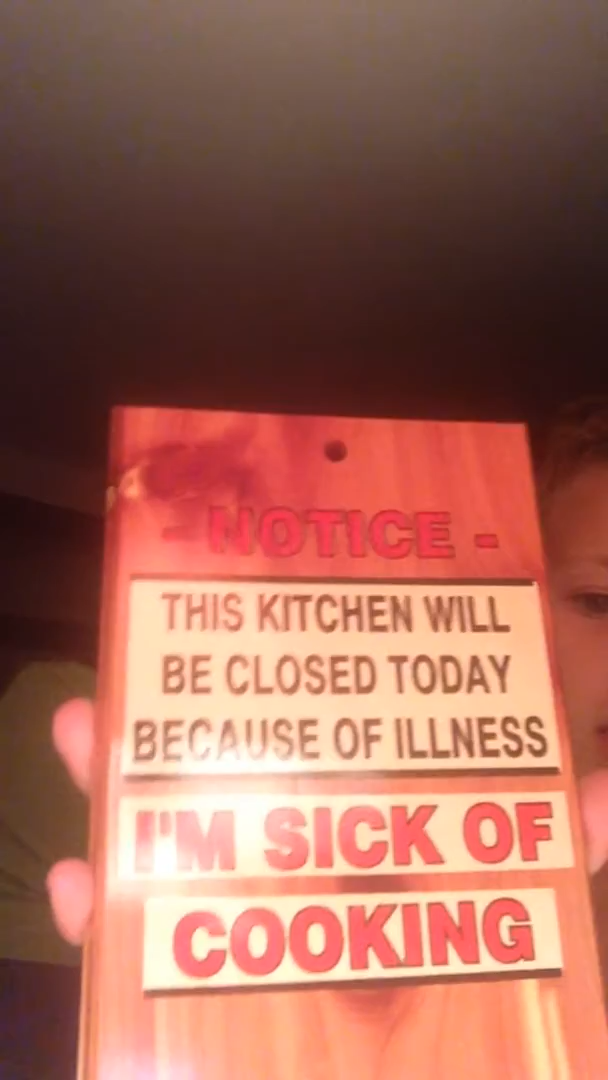 - NOTICE -
THIS KITCHEN WILL
BE CLOSED TODAY
BECAUSE OF ILLNESS
I'M SICK OF
COOKING